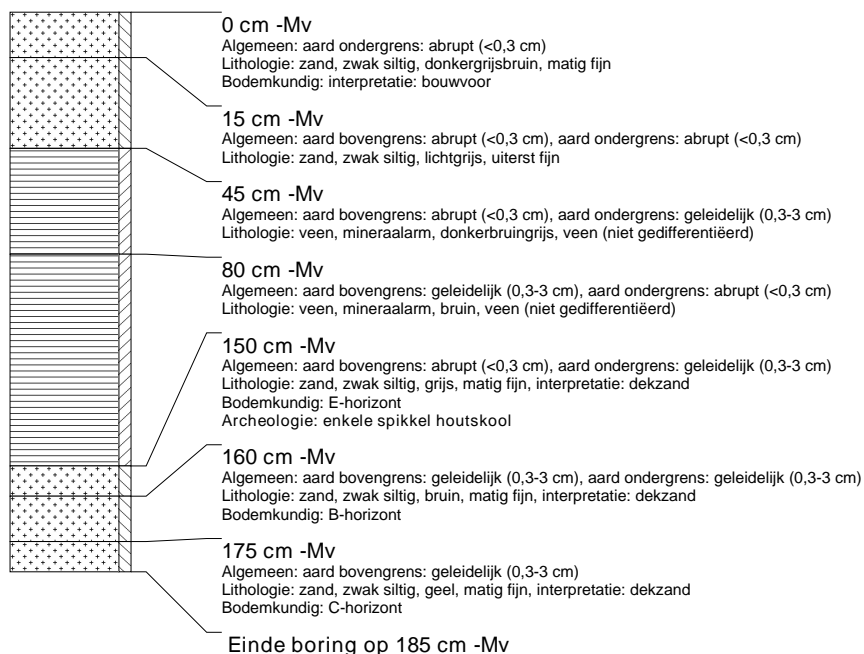 0 cm -Mv
Algemeen: aard ondergrens: abrupt (<0,3 cm)
Lithologie: zand, zwak siltig, donkergrijsbruin, matig fijn
Bodemkundig: interpretatie: bouwvoor
15 cm -Mv
Algemeen: aard bovengrens: abrupt (<0,3 cm), aard ondergrens: abrupt (<0,3 cm)
Lithologie: zand, zwak siltig, lichtgrijs, uiterst fijn
45 cm -Mv
Algemeen: aard bovengrens: abrupt (<0,3 cm), aard ondergrens: geleidelijk (0,3-3 cm)
Lithologie: veen, mineraalarm, donkerbruingrijs, veen (niet gedifferentiëerd)
80 cm -Mv
Algemeen: aard bovengrens: geleidelijk (0,3-3 cm), aard ondergrens: abrupt (<0,3 cm)
Lithologie: veen, mineraalarm, bruin, veen (niet gedifferentiëerd)
150 cm -Mv
Algemeen: aard bovengrens: abrupt (<0,3 cm), aard ondergrens: geleidelijk (0,3-3 cm)
Lithologie: zand, zwak siltig, grijs, matig fijn, interpretatie: dekzand
Bodemkundig: E-horizont
Archeologie: enkele spikkel houtskool
160 cm -Mv
Algemeen: aard bovengrens: geleidelijk (0,3-3 cm), aard ondergrens: geleidelijk (0,3-3 cm)
Lithologie: zand, zwak siltig, bruin, matig fijn, interpretatie: dekzand
Bodemkundig: B-horizont
175 cm -Mv
Algemeen: aard bovengrens: geleidelijk (0,3-3 cm)
Lithologie: zand, zwak siltig, geel, matig fijn, interpretatie: dekzand
Bodemkundig: C-horizont
Einde boring op 185 cm -Mv